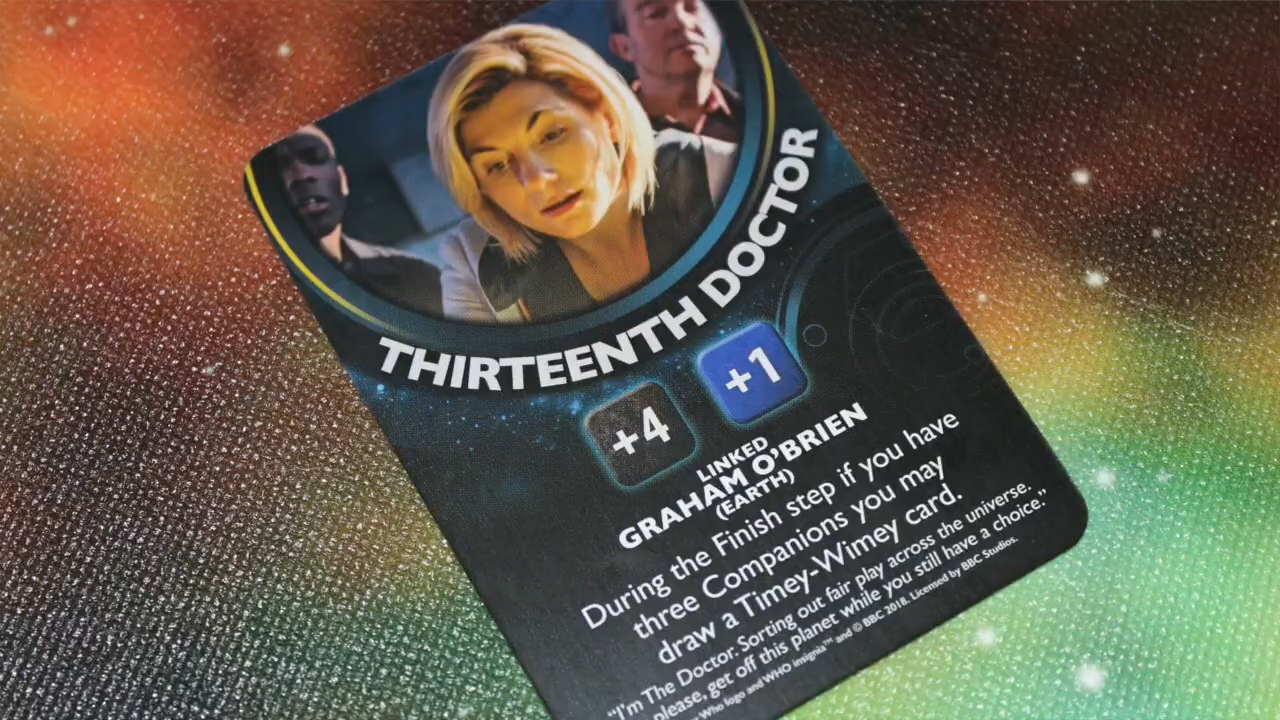 THIRTEENTH DOCTOR
+4 +1
LINKED
GRAHAM O'BRIEN
(EARTH)
During the Finish step if you have
three Companions you may
draw a Timey-Wimey card.
“I'm The Doctor. Sorting out fair play across the universe.
please, get off this planet while you still have a choice.”
Who logo and WHO insignia™ and © BBC 2018. Licensed by BBC Studios.